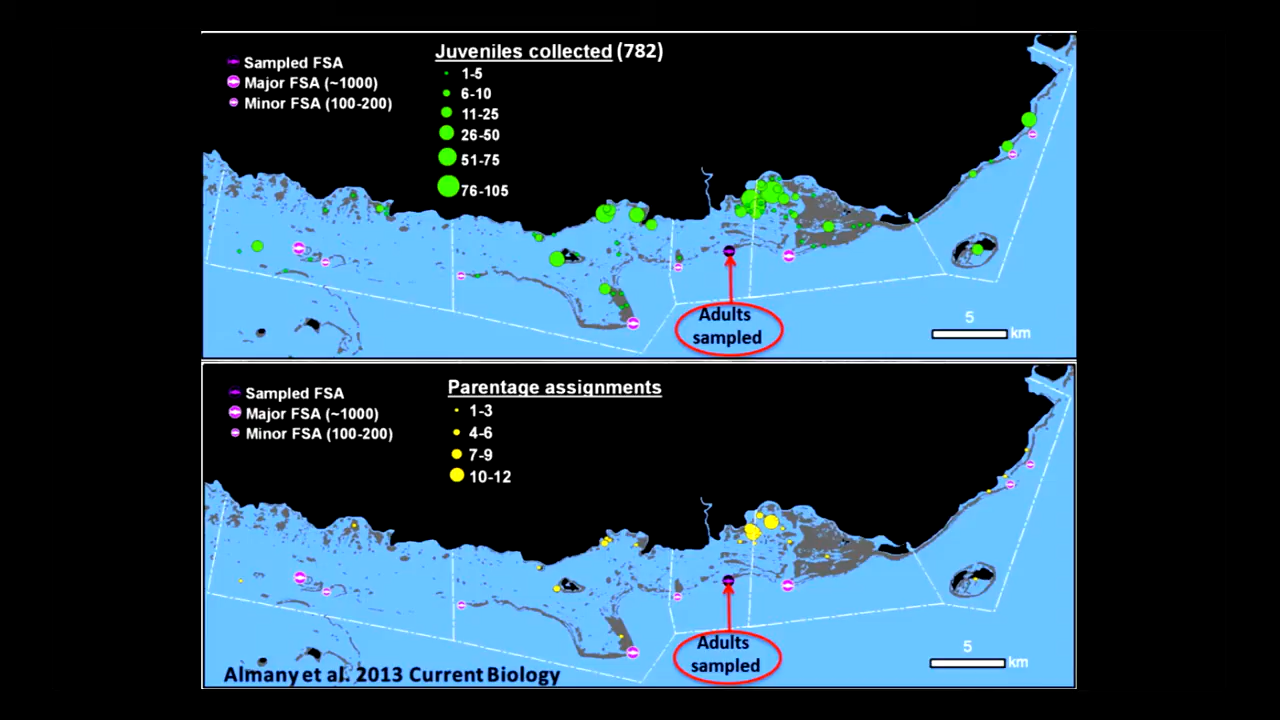 Juveniles collected (782)
Sampled FSA
Major FSA (~1000)
Minor FSA (100-200)
1-5
6-10
11-25
26-50
51-75
76-105
Adults
sampled
5
km
Parentage assignments
Sampled FSA
Major FSA (~1000)
Minor FSA (100-200)
1-3
4-6
7-9
10-12
Adults
sampled
5
km
Almany et al. 2013 Current Biology